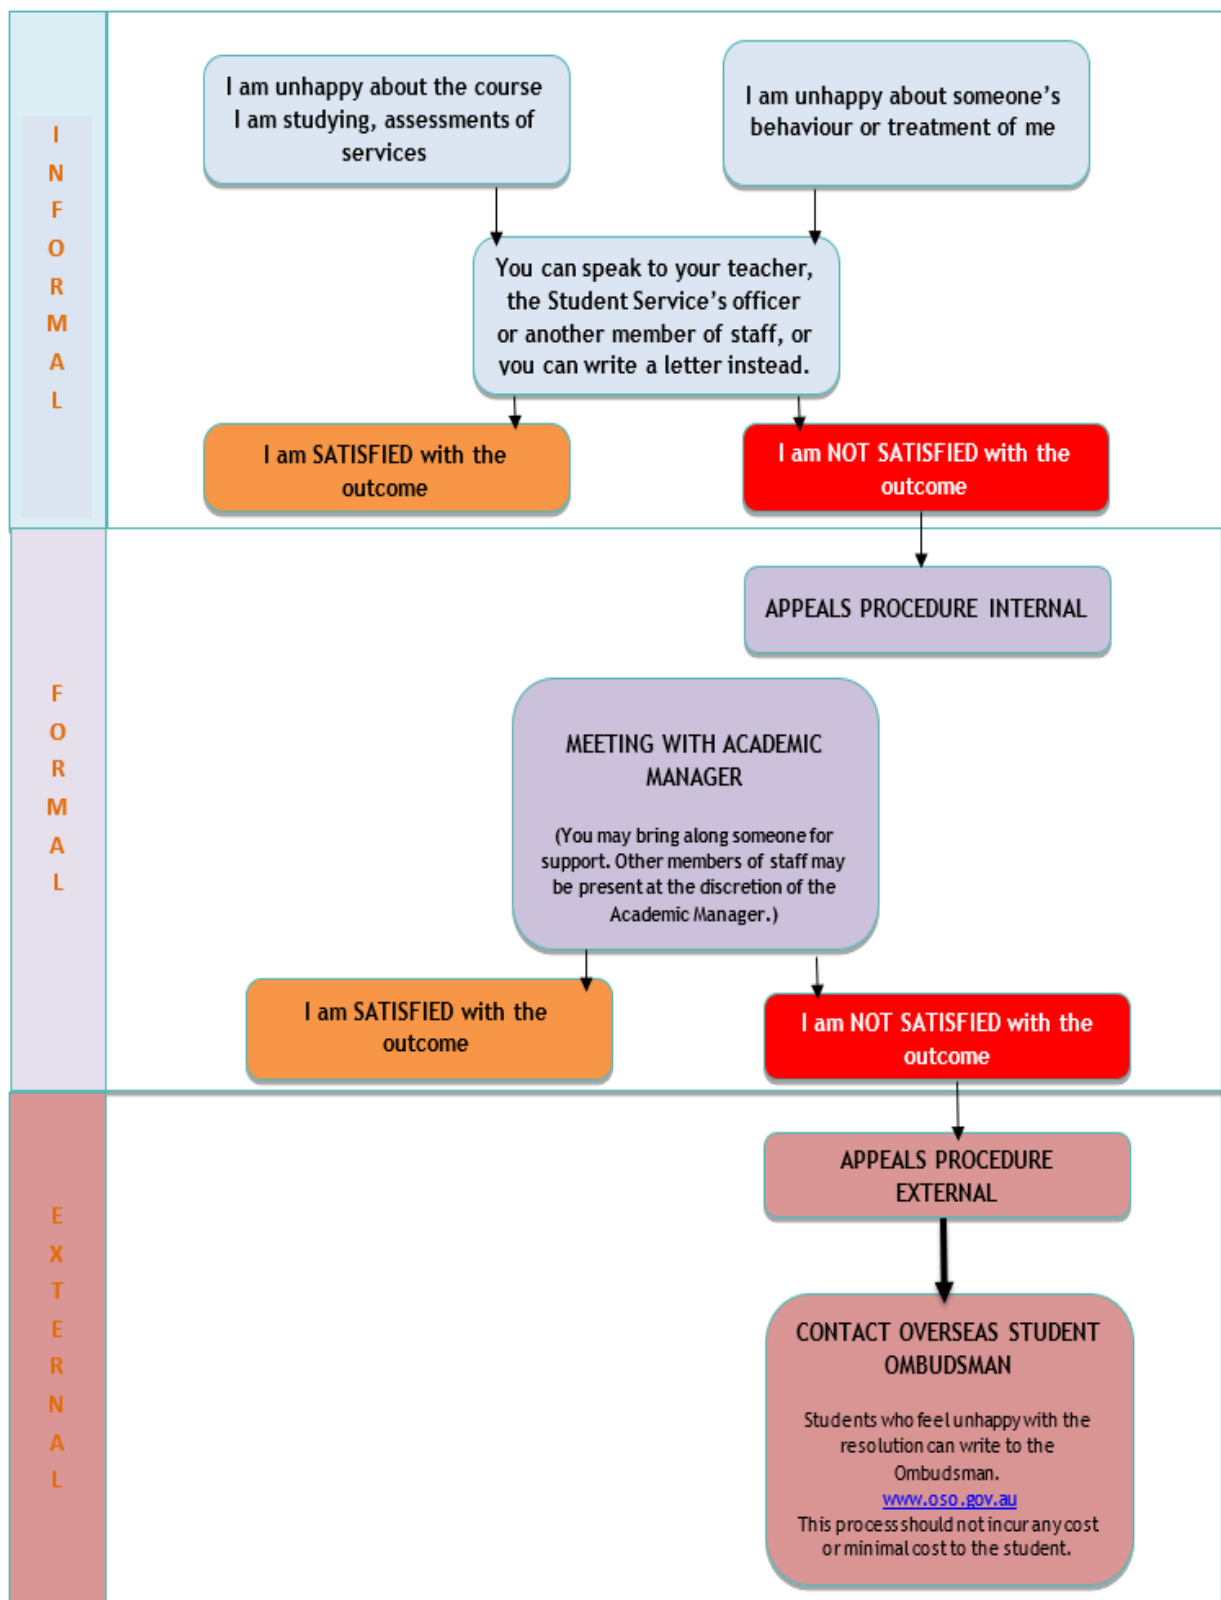 INFORMAL
I am unhappy about the course
I am studying, assessments of
services
I am unhappy about someone's
behaviour or treatment of me
You can speak to your teacher,
the Student Service's officer
or another member of staff, or
you can write a letter instead.
I am SATISFIED with the
outcome
I am NOT SATISFIED with the
outcome
FORMAL
APPEALS PROCEDURE INTERNAL
MEETING WITH ACADEMIC
MANAGER
(You may bring along someone for
support. Other members of staff may
be present at the discretion of the
Academic Manager.)
I am SATISFIED with the
outcome
I am NOT SATISFIED with the
outcome
EXTERNAL
APPEALS PROCEDURE
EXTERNAL
CONTACT OVERSEAS STUDENT
OMBUDSMAN
Students who feel unhappy with the
resolution can write to the
Ombudsman.
www.oso.gov.au
This process should not incur any cost
or minimal cost to the student.